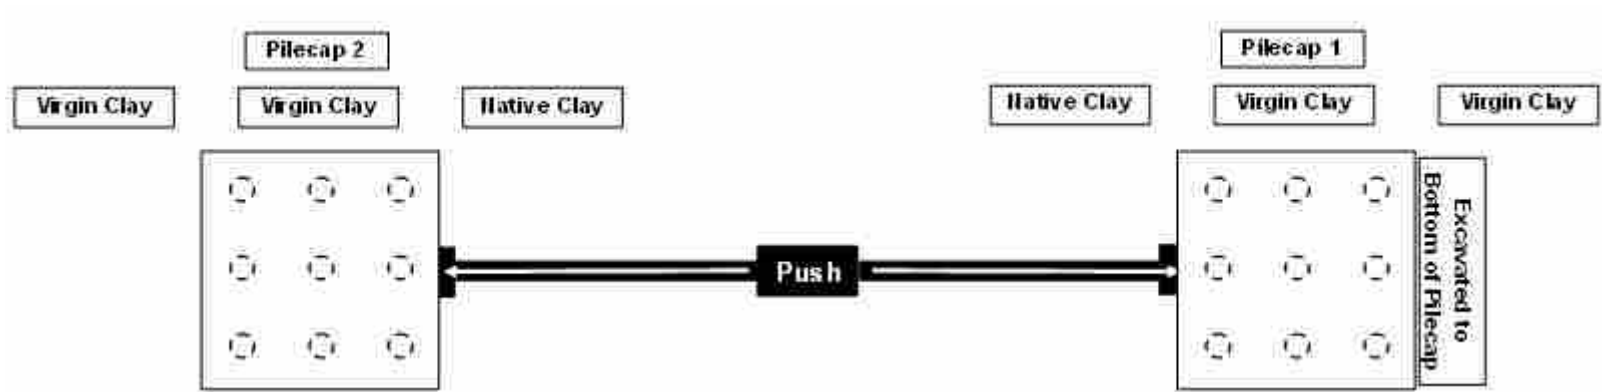 Pilecap 2
Pilecap 1
Virgin Clay
Virgin Clay
Native Clay
Native Clay
Virgin Clay
Virgin Clay
Push
Excavated to
Bottom of Pilecap